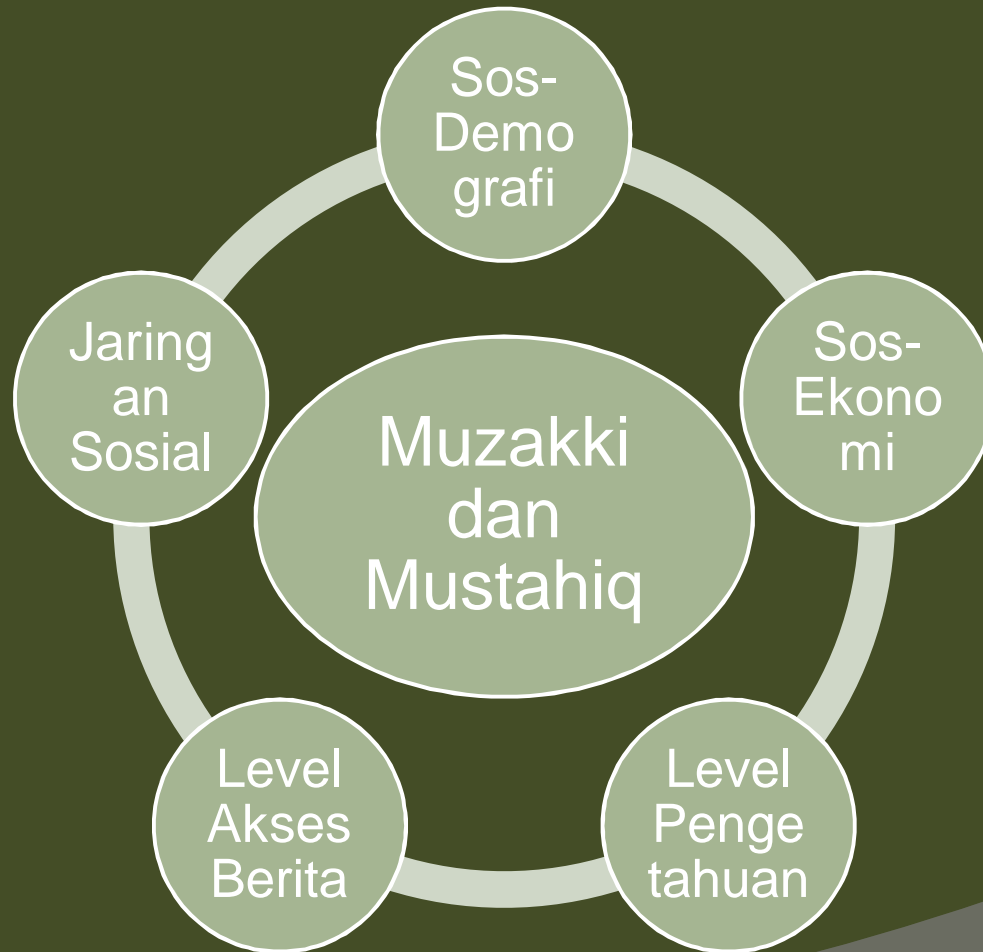 Sos-
Demo
grafi
Jaring
an
Sosial
Sos-
Ekono
mi
Muzakki
dan
Mustahiq
Level
Akses
Berita
Level
Penge
tahuan